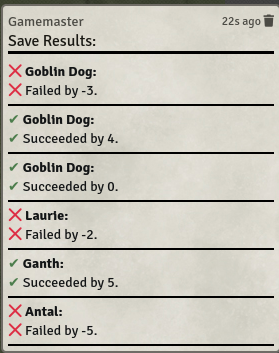 Gamemaster 22s ago
Save Results:
❌ Goblin Dog:
❌ Failed by -3.
✔ Goblin Dog:
✔ Succeeded by 4.
✔ Goblin Dog:
✔ Succeeded by 0.
❌ Laurie:
❌ Failed by -2.
✔ Ganth:
✔ Succeeded by 5.
❌ Antal:
❌ Failed by -5.